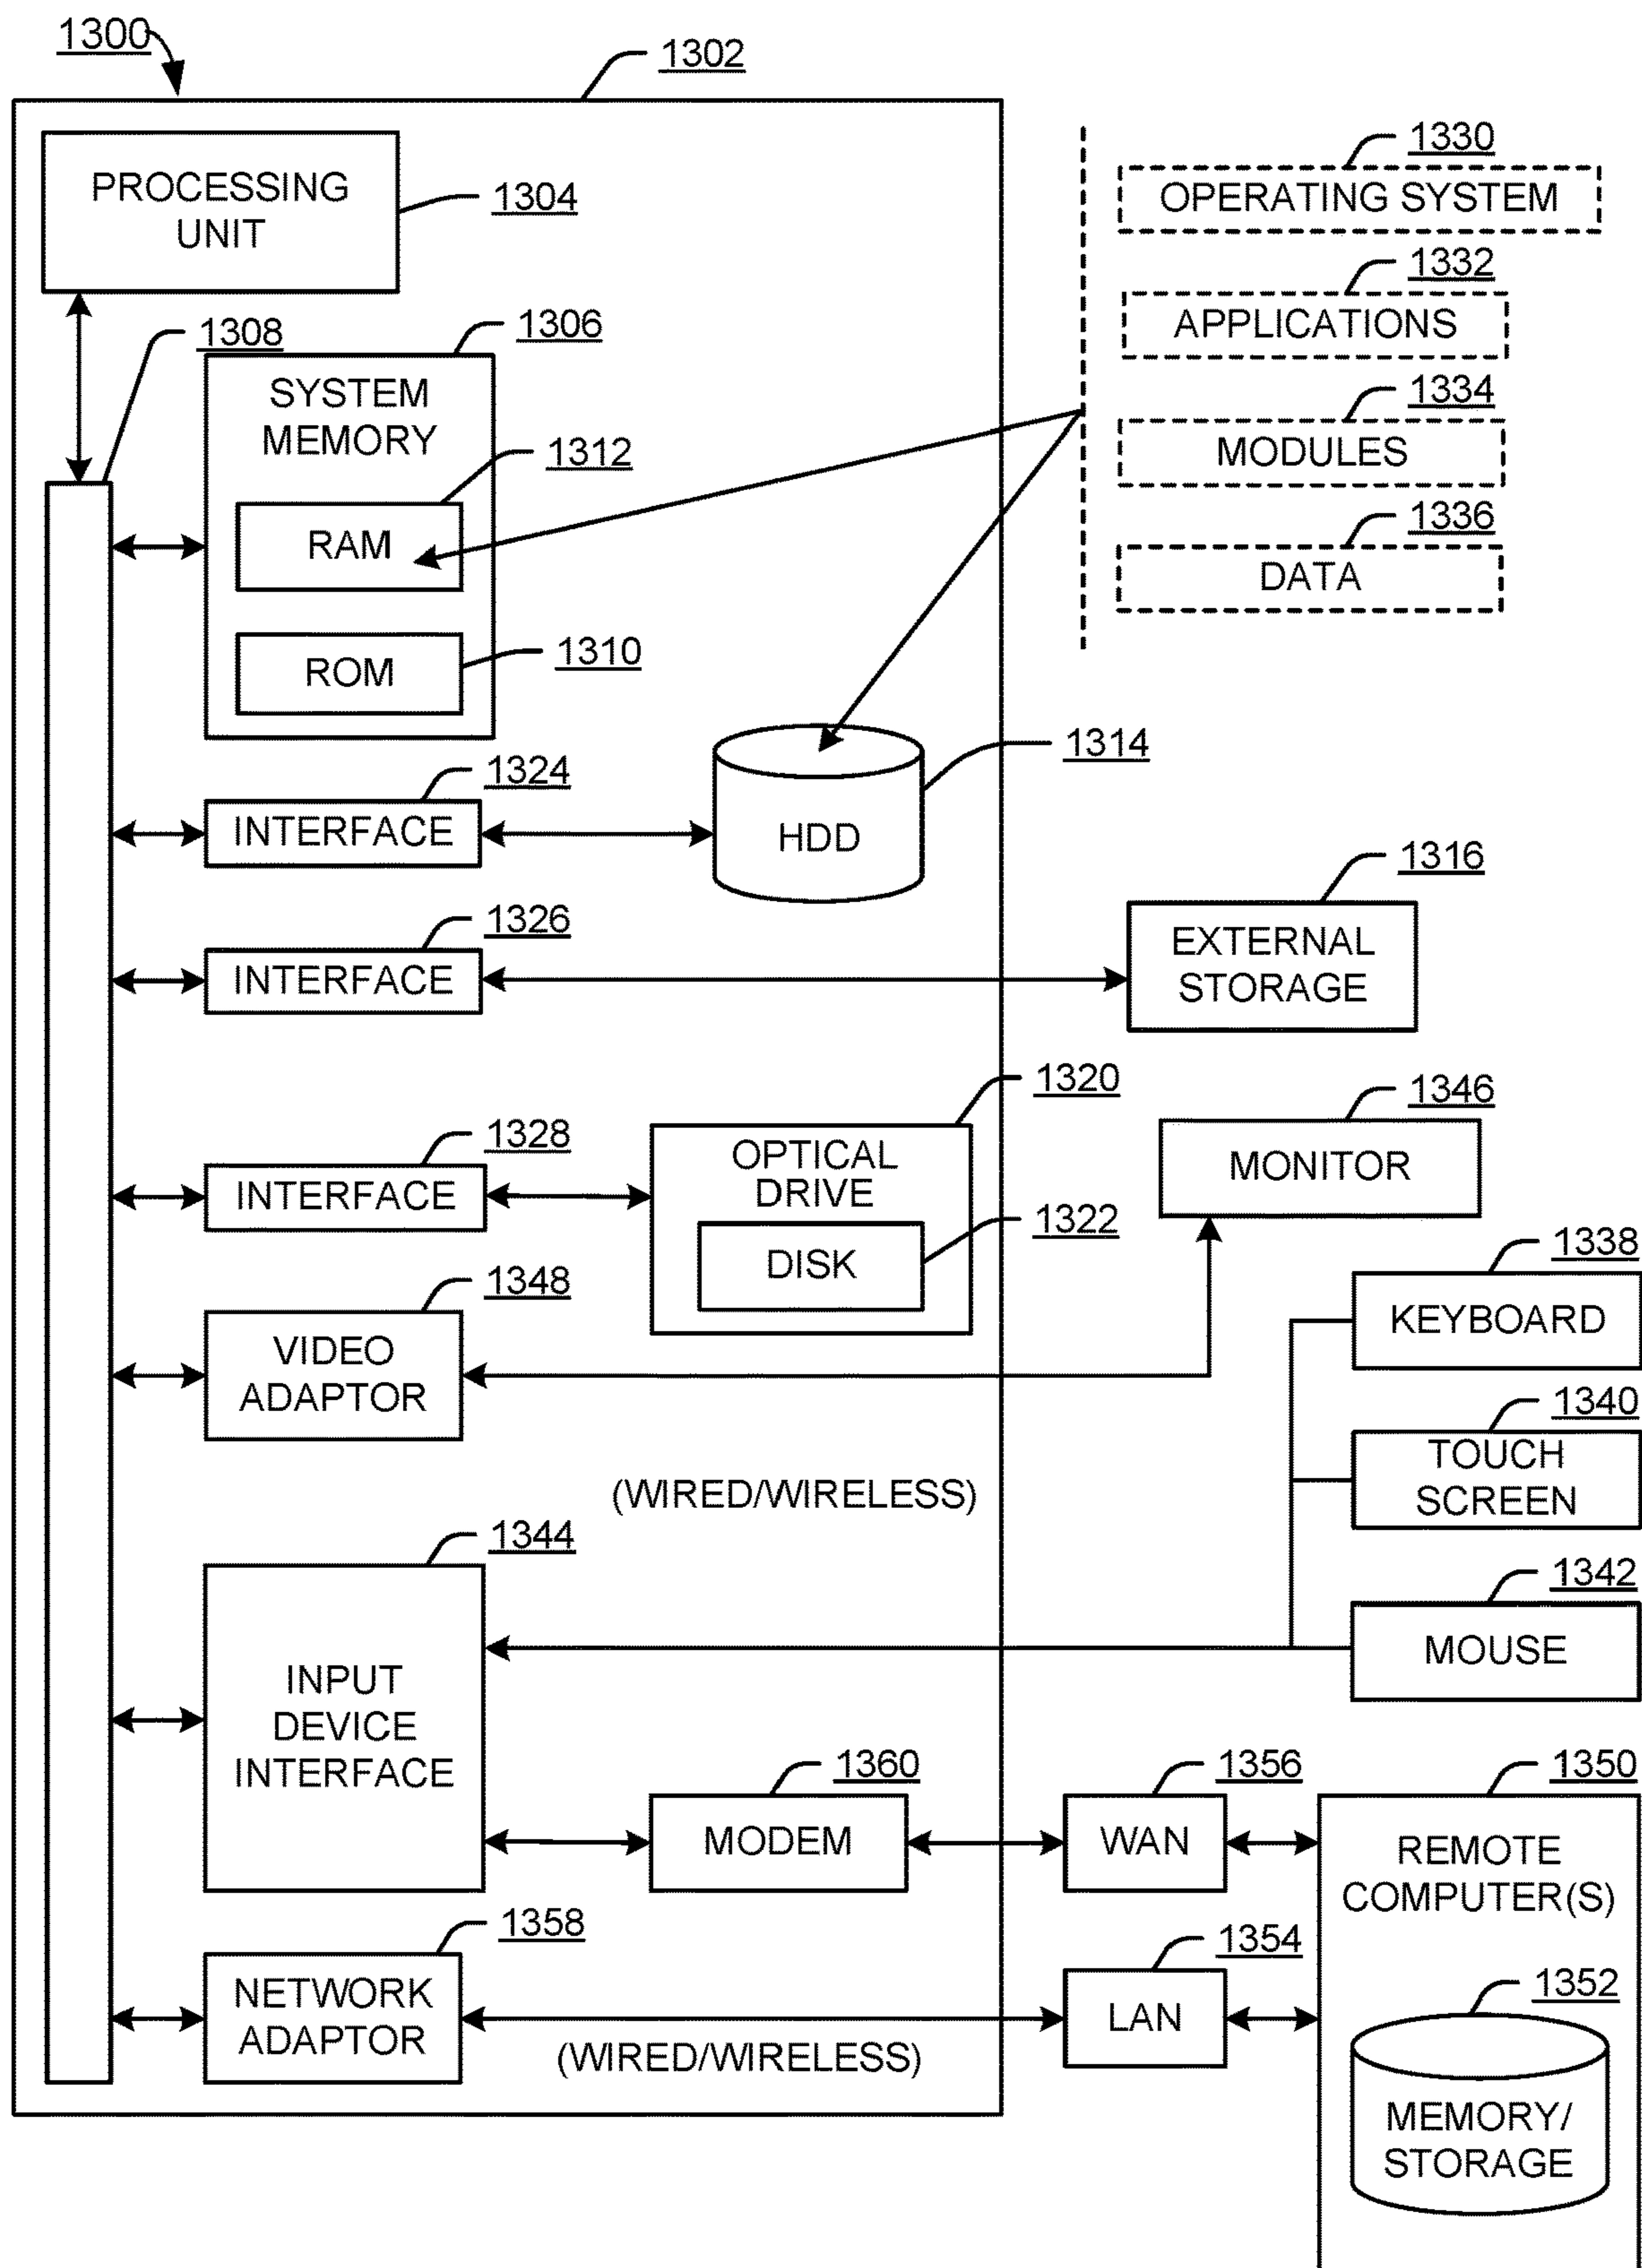 1300
1302
PROCESSING
UNIT
1304
1330
OPERATING SYSTEM
1332
APPLICATIONS
1334
MODULES
1336
DATA
1308
1306
SYSTEM
MEMORY
1312
RAM
1310
ROM
1324
INTERFACE
1314
HDD
1326
INTERFACE
1316
EXTERNAL
STORAGE
1320
OPTICAL
DRIVE
1328
INTERFACE
1322
DISK
1346
MONITOR
1348
VIDEO
ADAPTOR
1338
KEYBOARD
1340
TOUCH
SCREEN
(WIRED/WIRELESS)
1344
INPUT
DEVICE
INTERFACE
1342
MOUSE
1360
MODEM
1356
WAN
1350
REMOTE
COMPUTER(S)
1358
NETWORK
ADAPTOR
(WIRED/WIRELESS)
1354
LAN
1352
MEMORY/
STORAGE